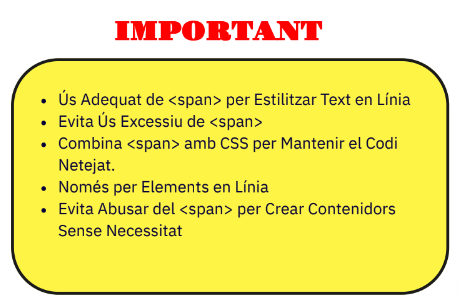 IMPORTANT
• Ús Adequat de <span> per Estilitzar Text en Línia
• Evita Ús Excessiu de <span>
• Combina <span> amb CSS per Mantenir el Codi
Netejat.
• Només per Elements en Línia
• Evita Abusar del <span> per Crear Contenidors
Sense Necessitat